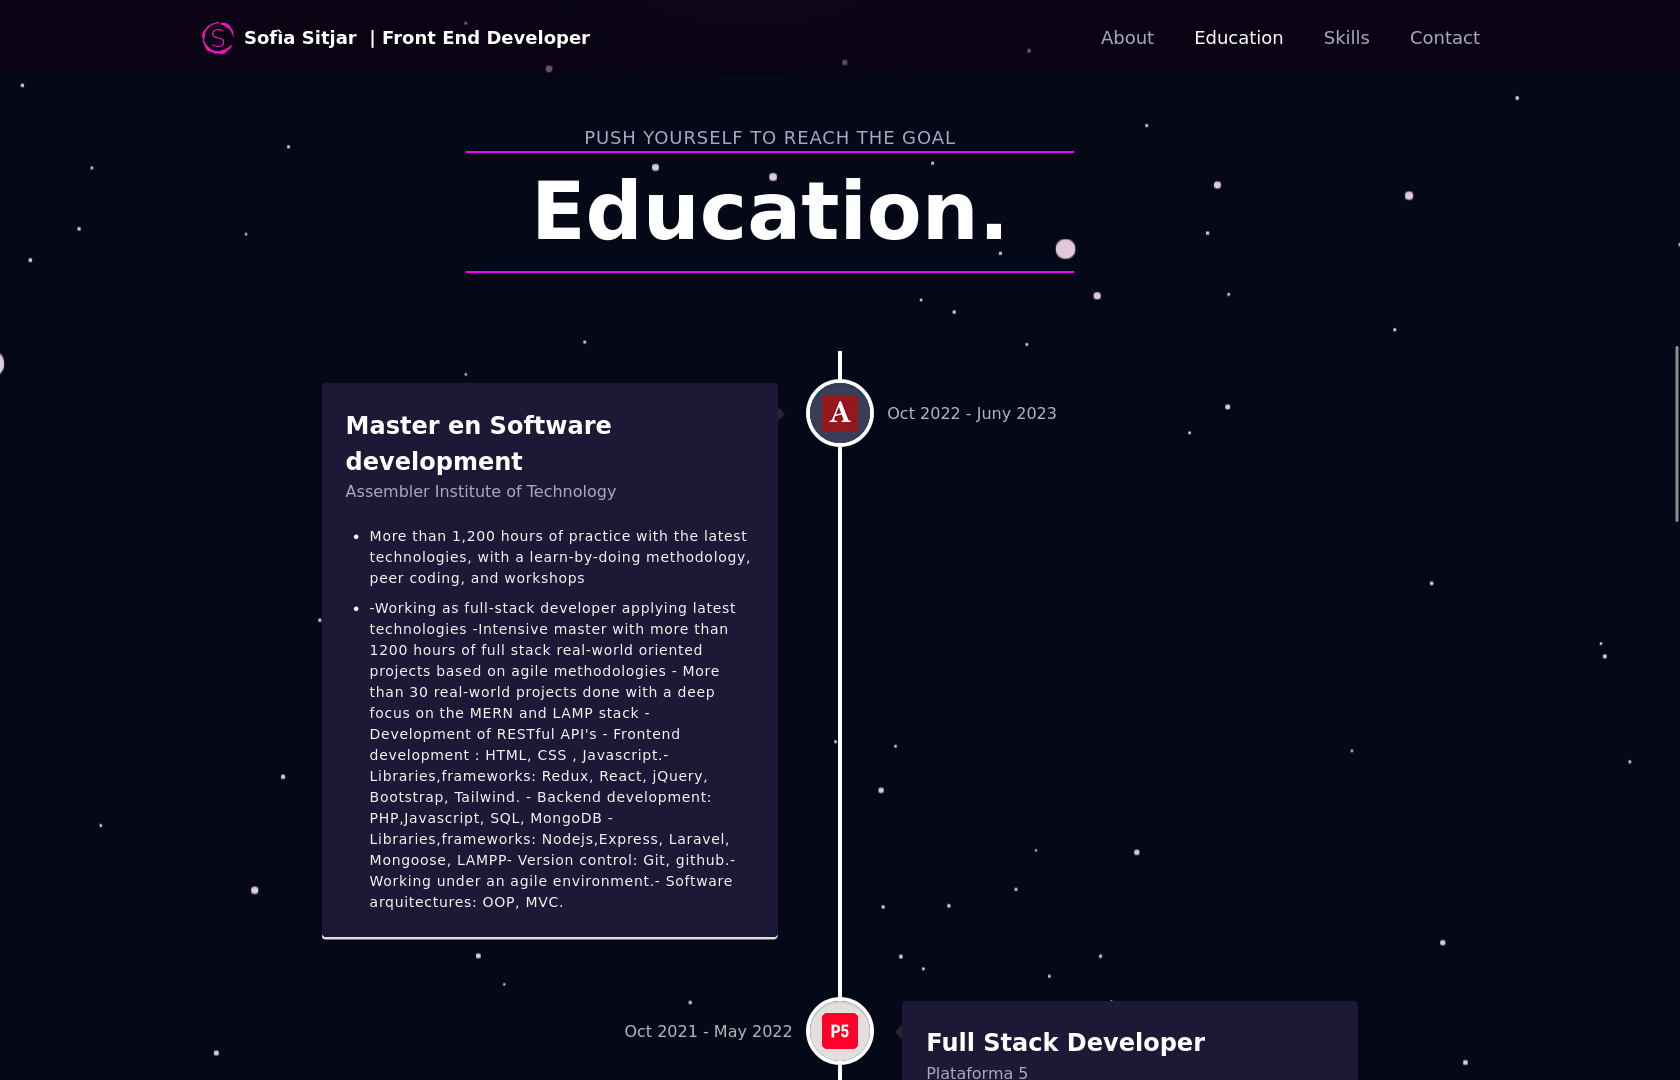 Sofìa Sitjar | Front End Developer
About Education Skills Contact
PUSH YOURSELF TO REACH THE GOAL
Education.
A
Oct 2022 - Juny 2023
Master en Software
development
Assembler Institute of Technology
More than 1,200 hours of practice with the latest
technologies, with a learn-by-doing methodology,
peer coding, and workshops
-Working as full-stack developer applying latest
technologies -Intensive master with more than
1200 hours of full stack real-world oriented
projects based on agile methodologies - More
than 30 real-world projects done with a deep
focus on the MERN and LAMP stack -
Development of RESTful API's - Frontend
development : HTML, CSS , Javascript.-
Libraries,frameworks: Redux, React, jQuery,
Bootstrap, Tailwind. - Backend development:
PHP,Javascript, SQL, MongoDB -
Libraries,frameworks: Nodejs,Express, Laravel,
Mongoose, LAMPP- Version control: Git, github.-
Working under an agile environment.- Software
arquitectures: OOP, MVC.
Oct 2021 - May 2022
P5
Full Stack Developer
Plataforma 5